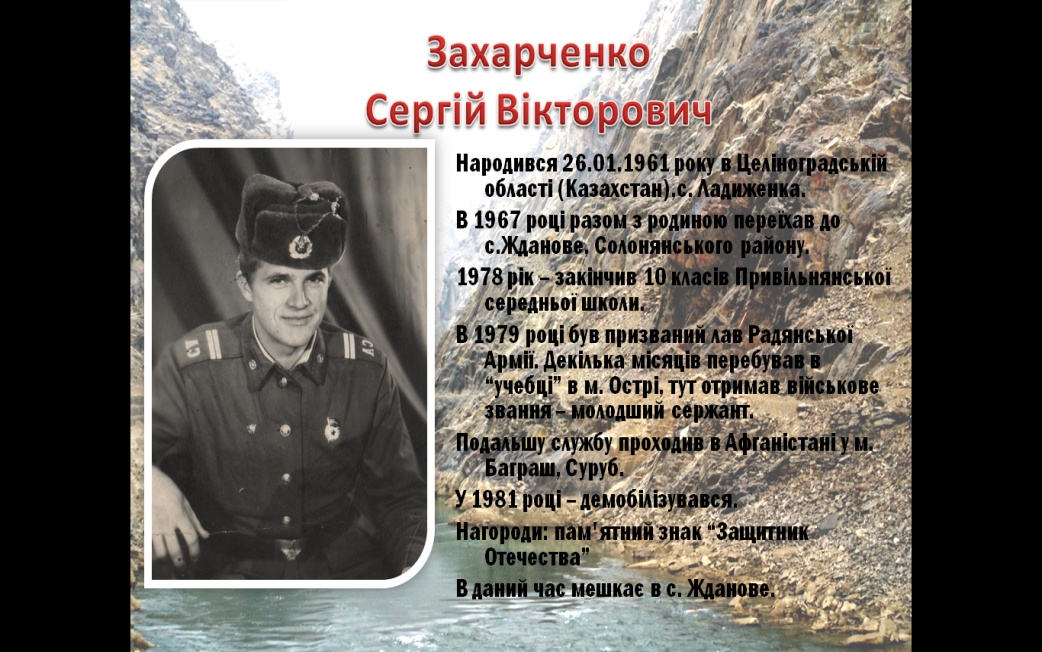 Захарченко
Сергій Вікторович
Народився 26.01.1961 року в Целіноградській
області (Казахстан),с. Ладиженка.
В 1967 році разом з родиною переїхав до
с.Жданове, Солонянського району.
1978 рік – закінчив 10 класів Привільнянської
середньої школи.
В 1979 році був призваний лав Радянської
Армії. Декілька місяців перебував в
“учебці” в м. Острі, тут отримав військове
звання – молодший сержант.
Подальшу службу проходив в Афганістані у м.
Баграш, Суруб.
У 1981 році – демобілізувався.
Нагороди: пам'ятний знак “Защитник
Отечества”
В даний час мешкає в с. Жданове.